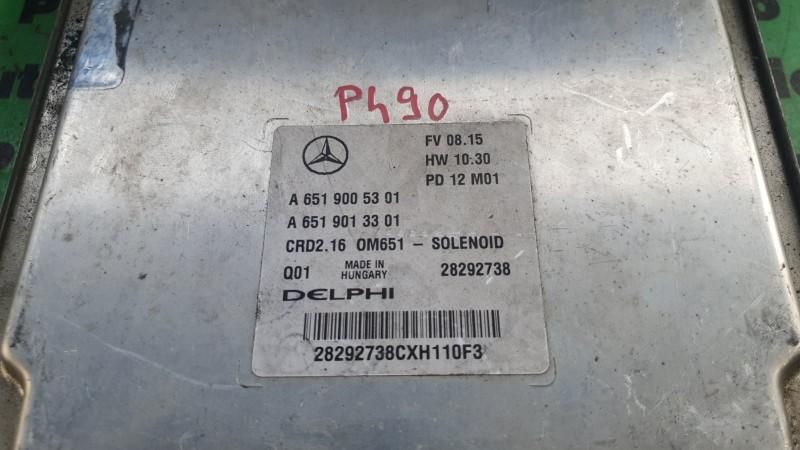 P490
FV 08.15
HW 10.30
PD 12 M01
A 651 900 53 01
A 651 901 33 01
CRD2.16 OM651 – SOLENOID
Q01 MADE IN HUNGARY 28292738
DELPHI
28292738CXH110F3